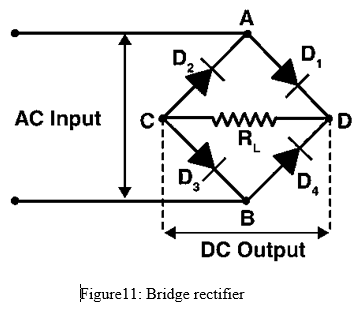 A
D2
D1
AC Input
C
D
RL
D3
D4
B
DC Output
Figure11: Bridge rectifier